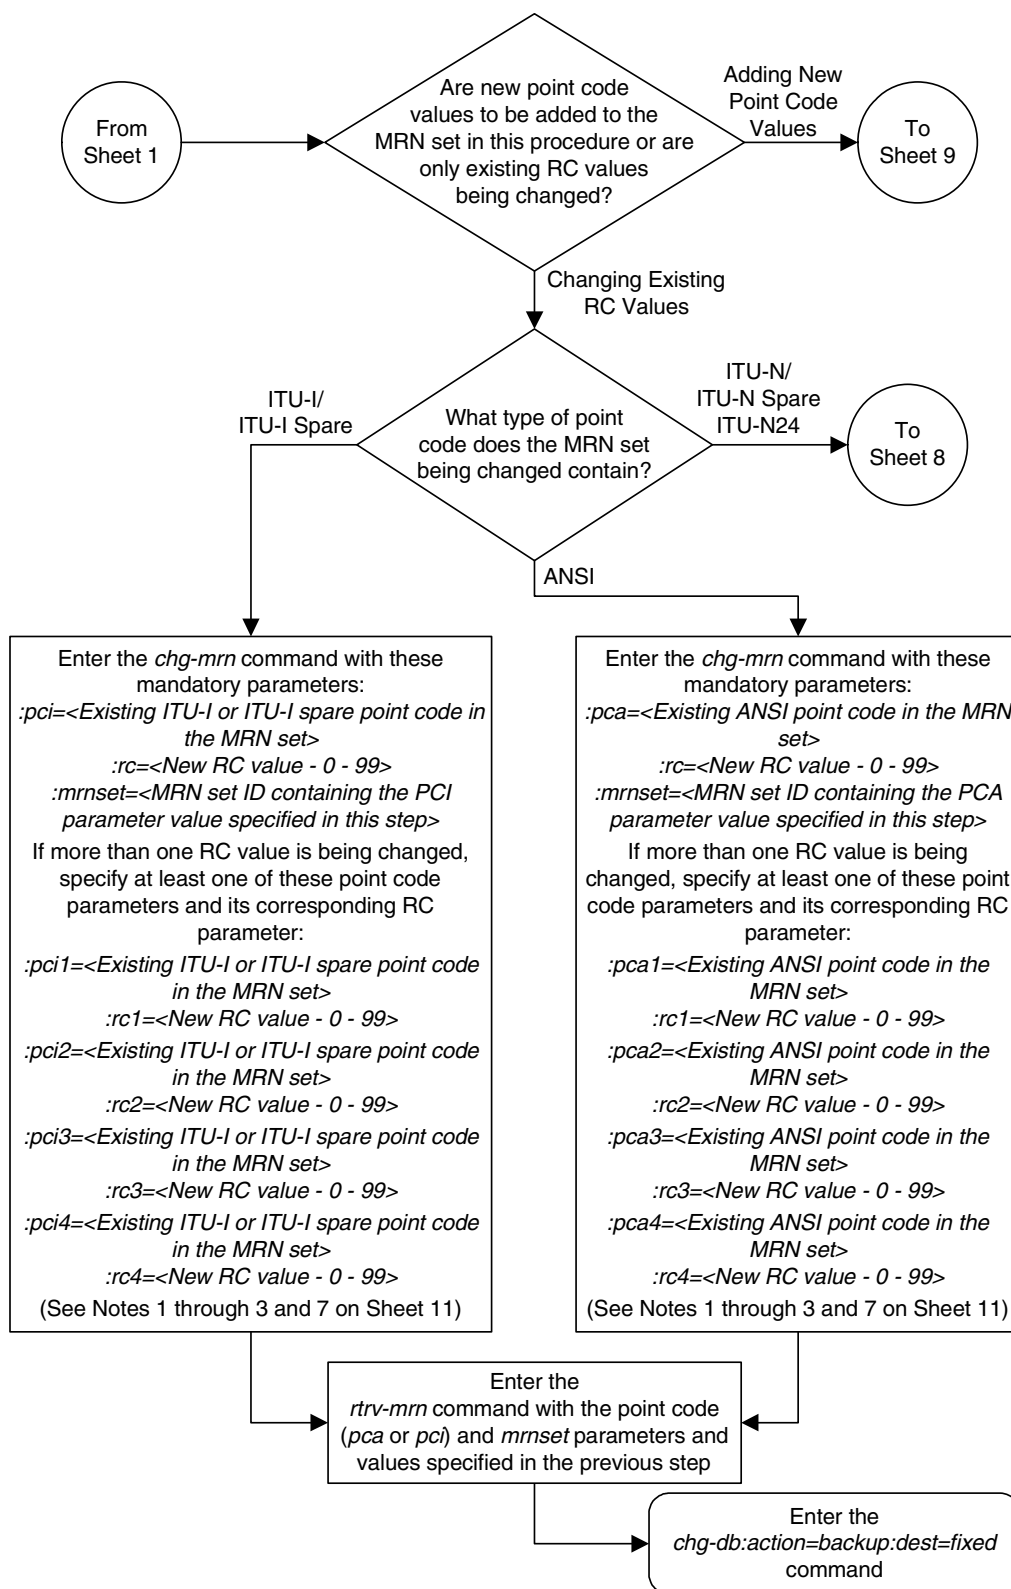 From
Sheet 1
Are new point code
values to be added to the
MRN set in this procedure or are
only existing RC values
being changed?
Adding New
Point Code
Values
To
Sheet 9
Changing Existing
RC Values
ITU-I/
ITU-I Spare
What type of point
code does the MRN set
being changed contain?
ITU-N/
ITU-N Spare
ITU-N24
To
Sheet 8
ANSI
Enter the chg-mrn command with these
mandatory parameters:
:pci=<Existing ITU-I or ITU-I spare point code in
the MRN set>
:rc=<New RC value - 0 - 99>
:mrnset=<MRN set ID containing the PCI
parameter value specified in this step>
If more than one RC value is being changed,
specify at least one of these point code
parameters and its corresponding RC
parameter:
:pci1=<Existing ITU-I or ITU-I spare point code
in the MRN set>
:rc1=<New RC value - 0 - 99>
:pci2=<Existing ITU-I or ITU-I spare point code
in the MRN set>
:rc2=<New RC value - 0 - 99>
:pci3=<Existing ITU-I or ITU-I spare point code
in the MRN set>
:rc3=<New RC value - 0 - 99>
:pci4=<Existing ITU-I or ITU-I spare point code
in the MRN set>
:rc4=<New RC value - 0 - 99>
(See Notes 1 through 3 and 7 on Sheet 11)
Enter the chg-mrn command with these
mandatory parameters:
:pca=<Existing ANSI point code in the MRN
set>
:rc=<New RC value - 0 - 99>
:mrnset=<MRN set ID containing the PCA
parameter value specified in this step>
If more than one RC value is being
changed, specify at least one of these point
code parameters and its corresponding RC
parameter:
:pca1=<Existing ANSI point code in the
MRN set>
:rc1=<New RC value - 0 - 99>
:pca2=<Existing ANSI point code in the
MRN set>
:rc2=<New RC value - 0 - 99>
:pca3=<Existing ANSI point code in the
MRN set>
:rc3=<New RC value - 0 - 99>
:pca4=<Existing ANSI point code in the
MRN set>
:rc4=<New RC value - 0 - 99>
(See Notes 1 through 3 and 7 on Sheet 11)
Enter the
rtrv-mrn command with the point code
(pca or pci) and mrnset parameters and
values specified in the previous step
Enter the
chg-db:action=backup:dest=fixed
command